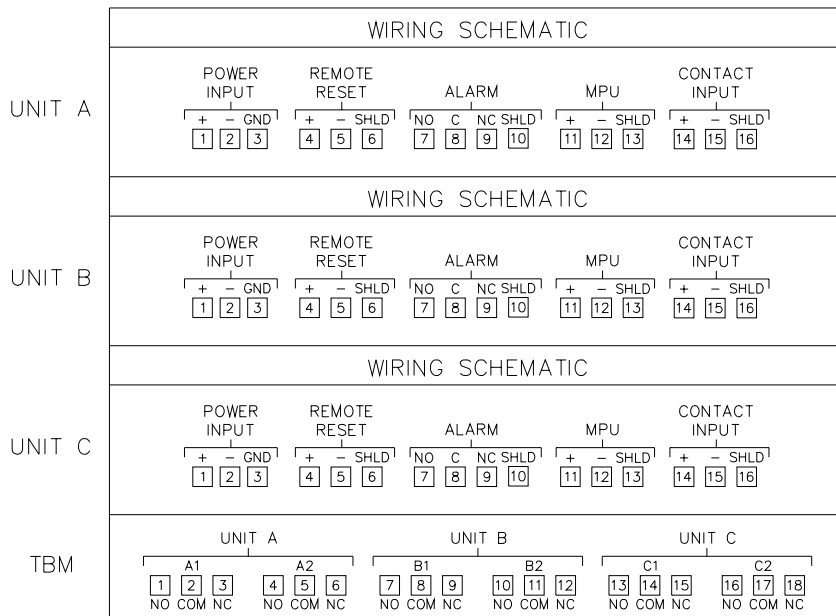 WIRING SCHEMATIC
UNIT A
POWER INPUT REMOTE RESET ALARM MPU CONTACT INPUT
+ − GND + − SHLD NO C NC SHLD + − SHLD + − SHLD
1 2 3 4 5 6 7 8 9 10 11 12 13 14 15 16
WIRING SCHEMATIC
UNIT B
POWER INPUT REMOTE RESET ALARM MPU CONTACT INPUT
+ − GND + − SHLD NO C NC SHLD + − SHLD + − SHLD
1 2 3 4 5 6 7 8 9 10 11 12 13 14 15 16
WIRING SCHEMATIC
UNIT C
POWER INPUT REMOTE RESET ALARM MPU CONTACT INPUT
+ − GND + − SHLD NO C NC SHLD + − SHLD + − SHLD
1 2 3 4 5 6 7 8 9 10 11 12 13 14 15 16
TBM
UNIT A UNIT B UNIT C
A1 A2 B1 B2 C1 C2
1 2 3 4 5 6 7 8 9 10 11 12 13 14 15 16 17 18
NO COM NC NO COM NC NO COM NC NO COM NC NO COM NC NO COM NC